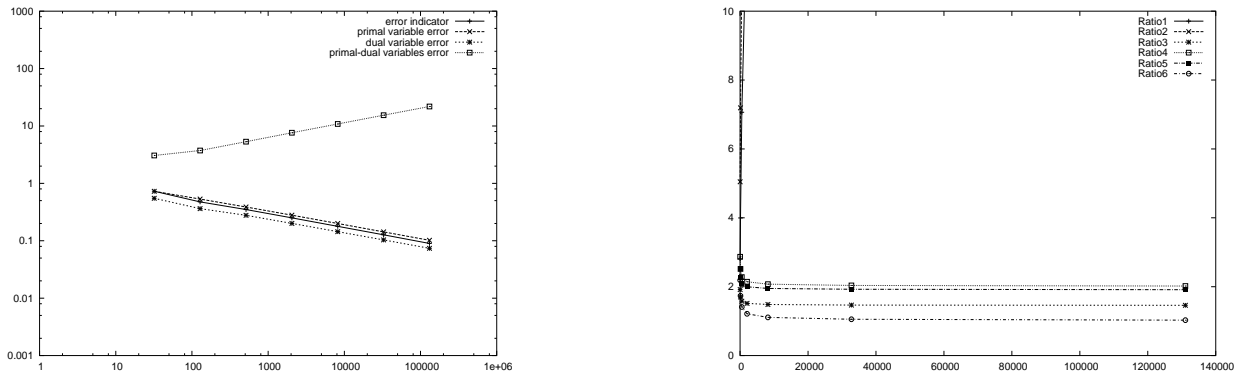 1000
100
10
1
0.1
0.01
0.001
1
10
100
1000
10000
100000
1e+06
error indicator
primal variable error
dual variable error
primal-dual variables error
10
8
6
4
2
0
0
20000
40000
60000
80000
100000
120000
140000
Ratio1
Ratio2
Ratio3
Ratio4
Ratio5
Ratio6